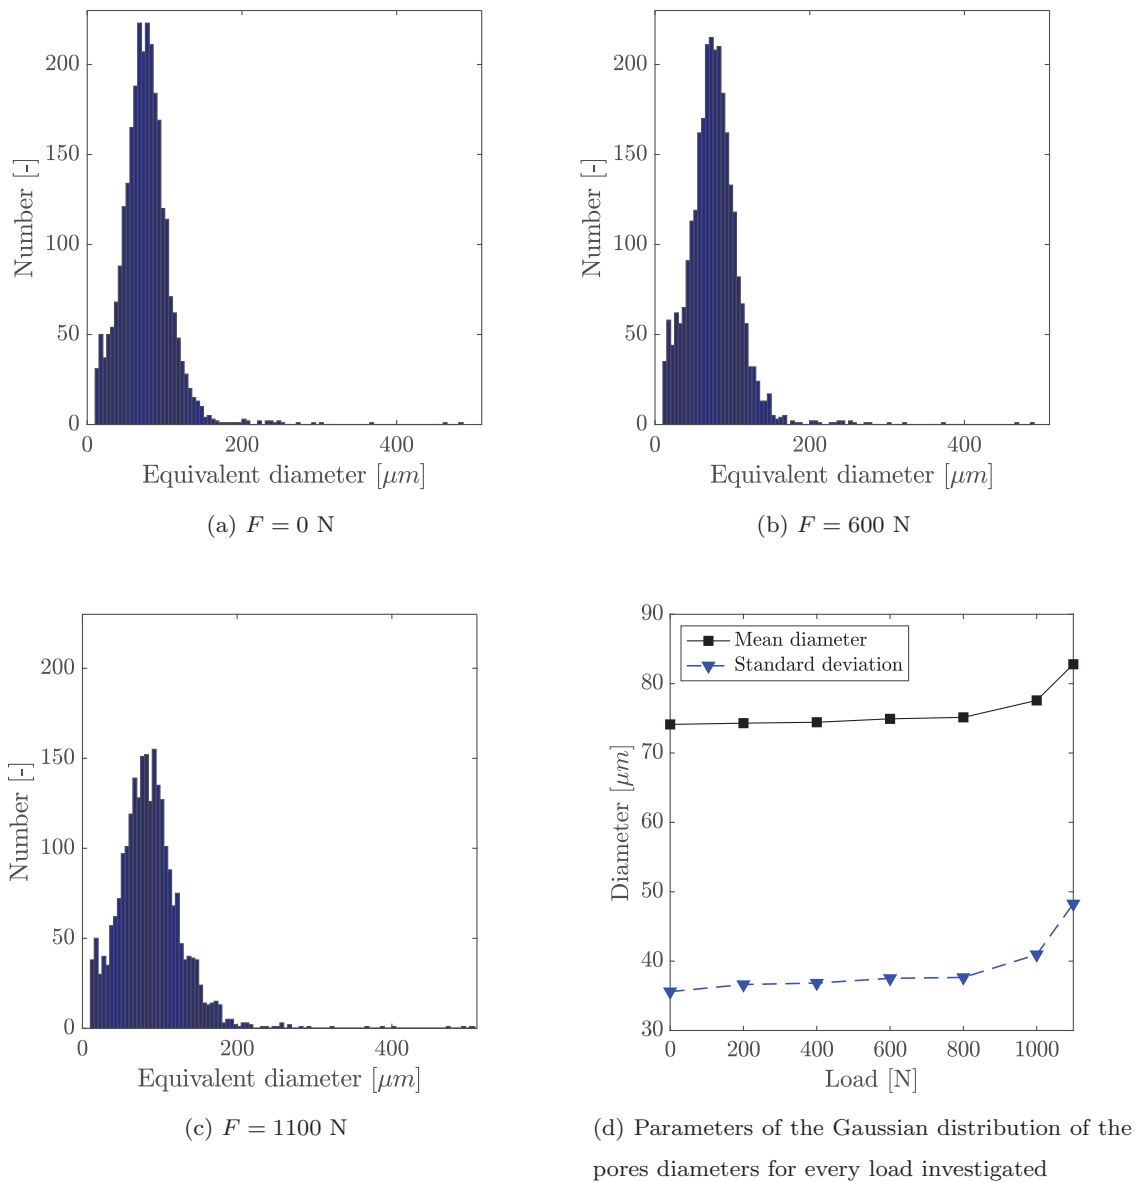 200
150
100
50
0
0
200
400
Number [-]
Equivalent diameter [μm]
(a) F = 0 N
200
150
100
50
0
0
200
400
Number [-]
Equivalent diameter [μm]
(b) F = 600 N
200
150
100
50
0
0
200
400
Number [-]
Equivalent diameter [μm]
(c) F = 1100 N
90
80
70
60
50
40
30
Mean diameter
Standard deviation
0
200
400
600
800
1000
Diameter [μm]
Load [N]
(d) Parameters of the Gaussian distribution of the
pores diameters for every load investigated